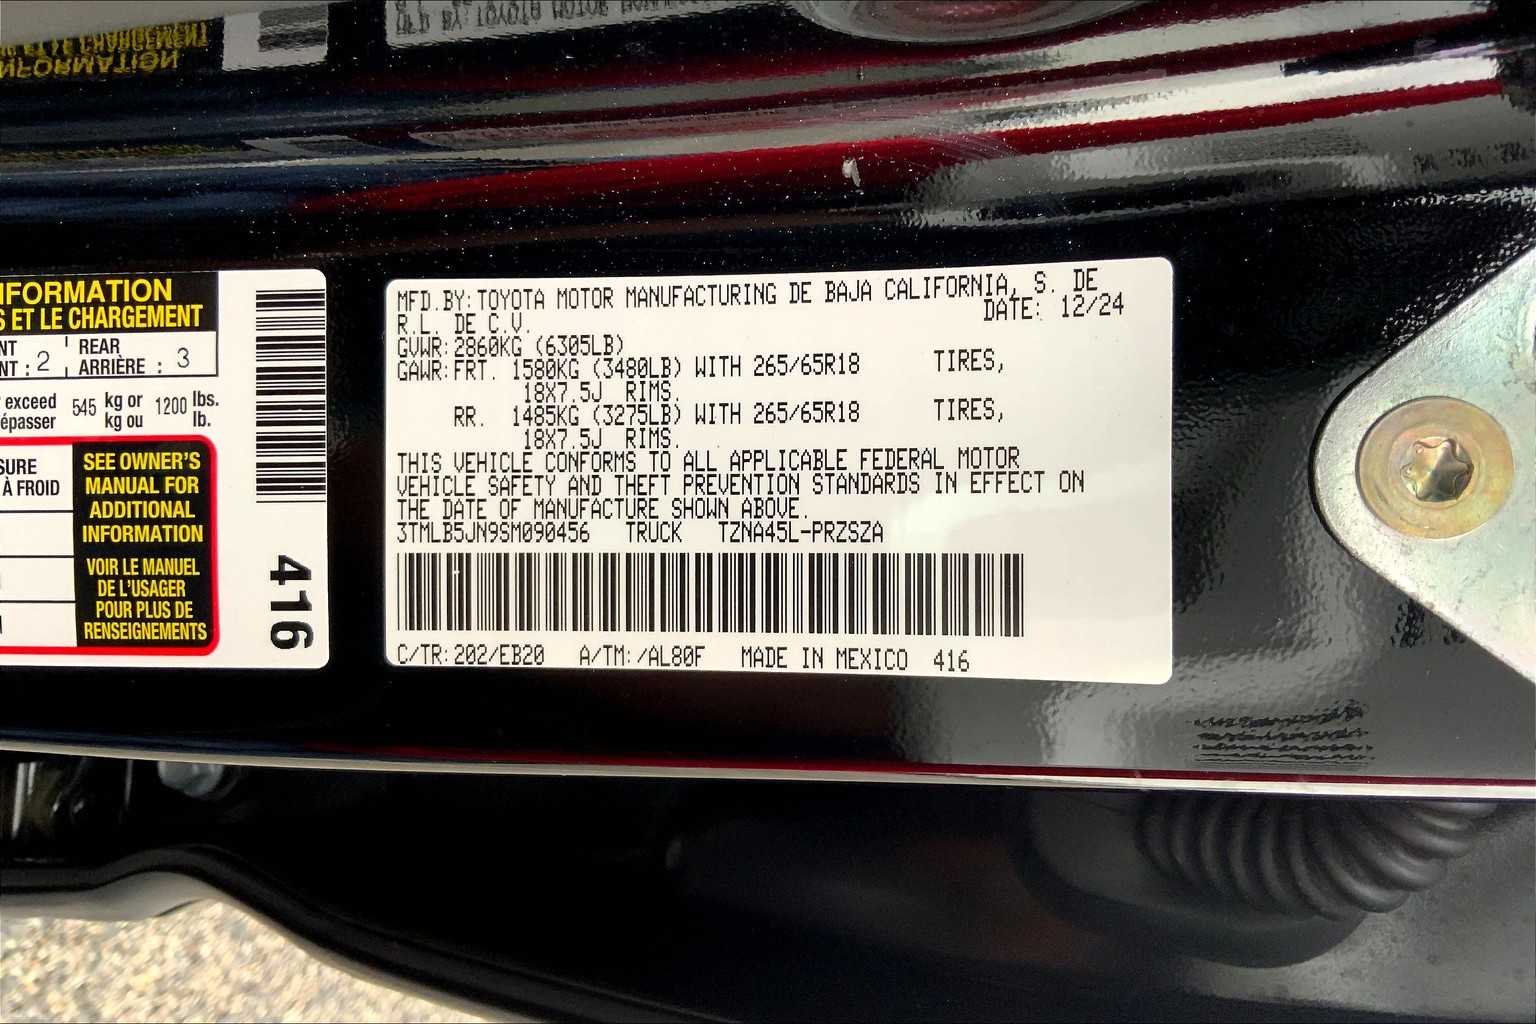 INFORMATION
S ET LE CHARGEMENT
NT : 2 REAR ARRIÈRE : 3
exceed 545 kg or 1200 lbs.
dépasser kg ou lb.
SURE
À FROID
SEE OWNER'S
MANUAL FOR
ADDITIONAL
INFORMATION
VOIR LE MANUEL
DE L'USAGER
POUR PLUS DE
RENSEIGNEMENTS
416
MFD.BY: TOYOTA MOTOR MANUFACTURING DE BAJA CALIFORNIA, S. DE
R.L. DE C.V. DATE: 12/24
GVWR: 2860KG (6305LB)
GAWR: FRT. 1580KG (3480LB) WITH 265/65R18 TIRES,
18X7.5J RIMS.
RR. 1485KG (3275LB) WITH 265/65R18 TIRES,
18X7.5J RIMS.
THIS VEHICLE CONFORMS TO ALL APPLICABLE FEDERAL MOTOR
VEHICLE SAFETY AND THEFT PREVENTION STANDARDS IN EFFECT ON
THE DATE OF MANUFACTURE SHOWN ABOVE.
3TMLB5JN9SM090456 TRUCK TZNA45L-PRZSZA
C/TR: 202/EB20 A/TM: /AL80F MADE IN MEXICO 416